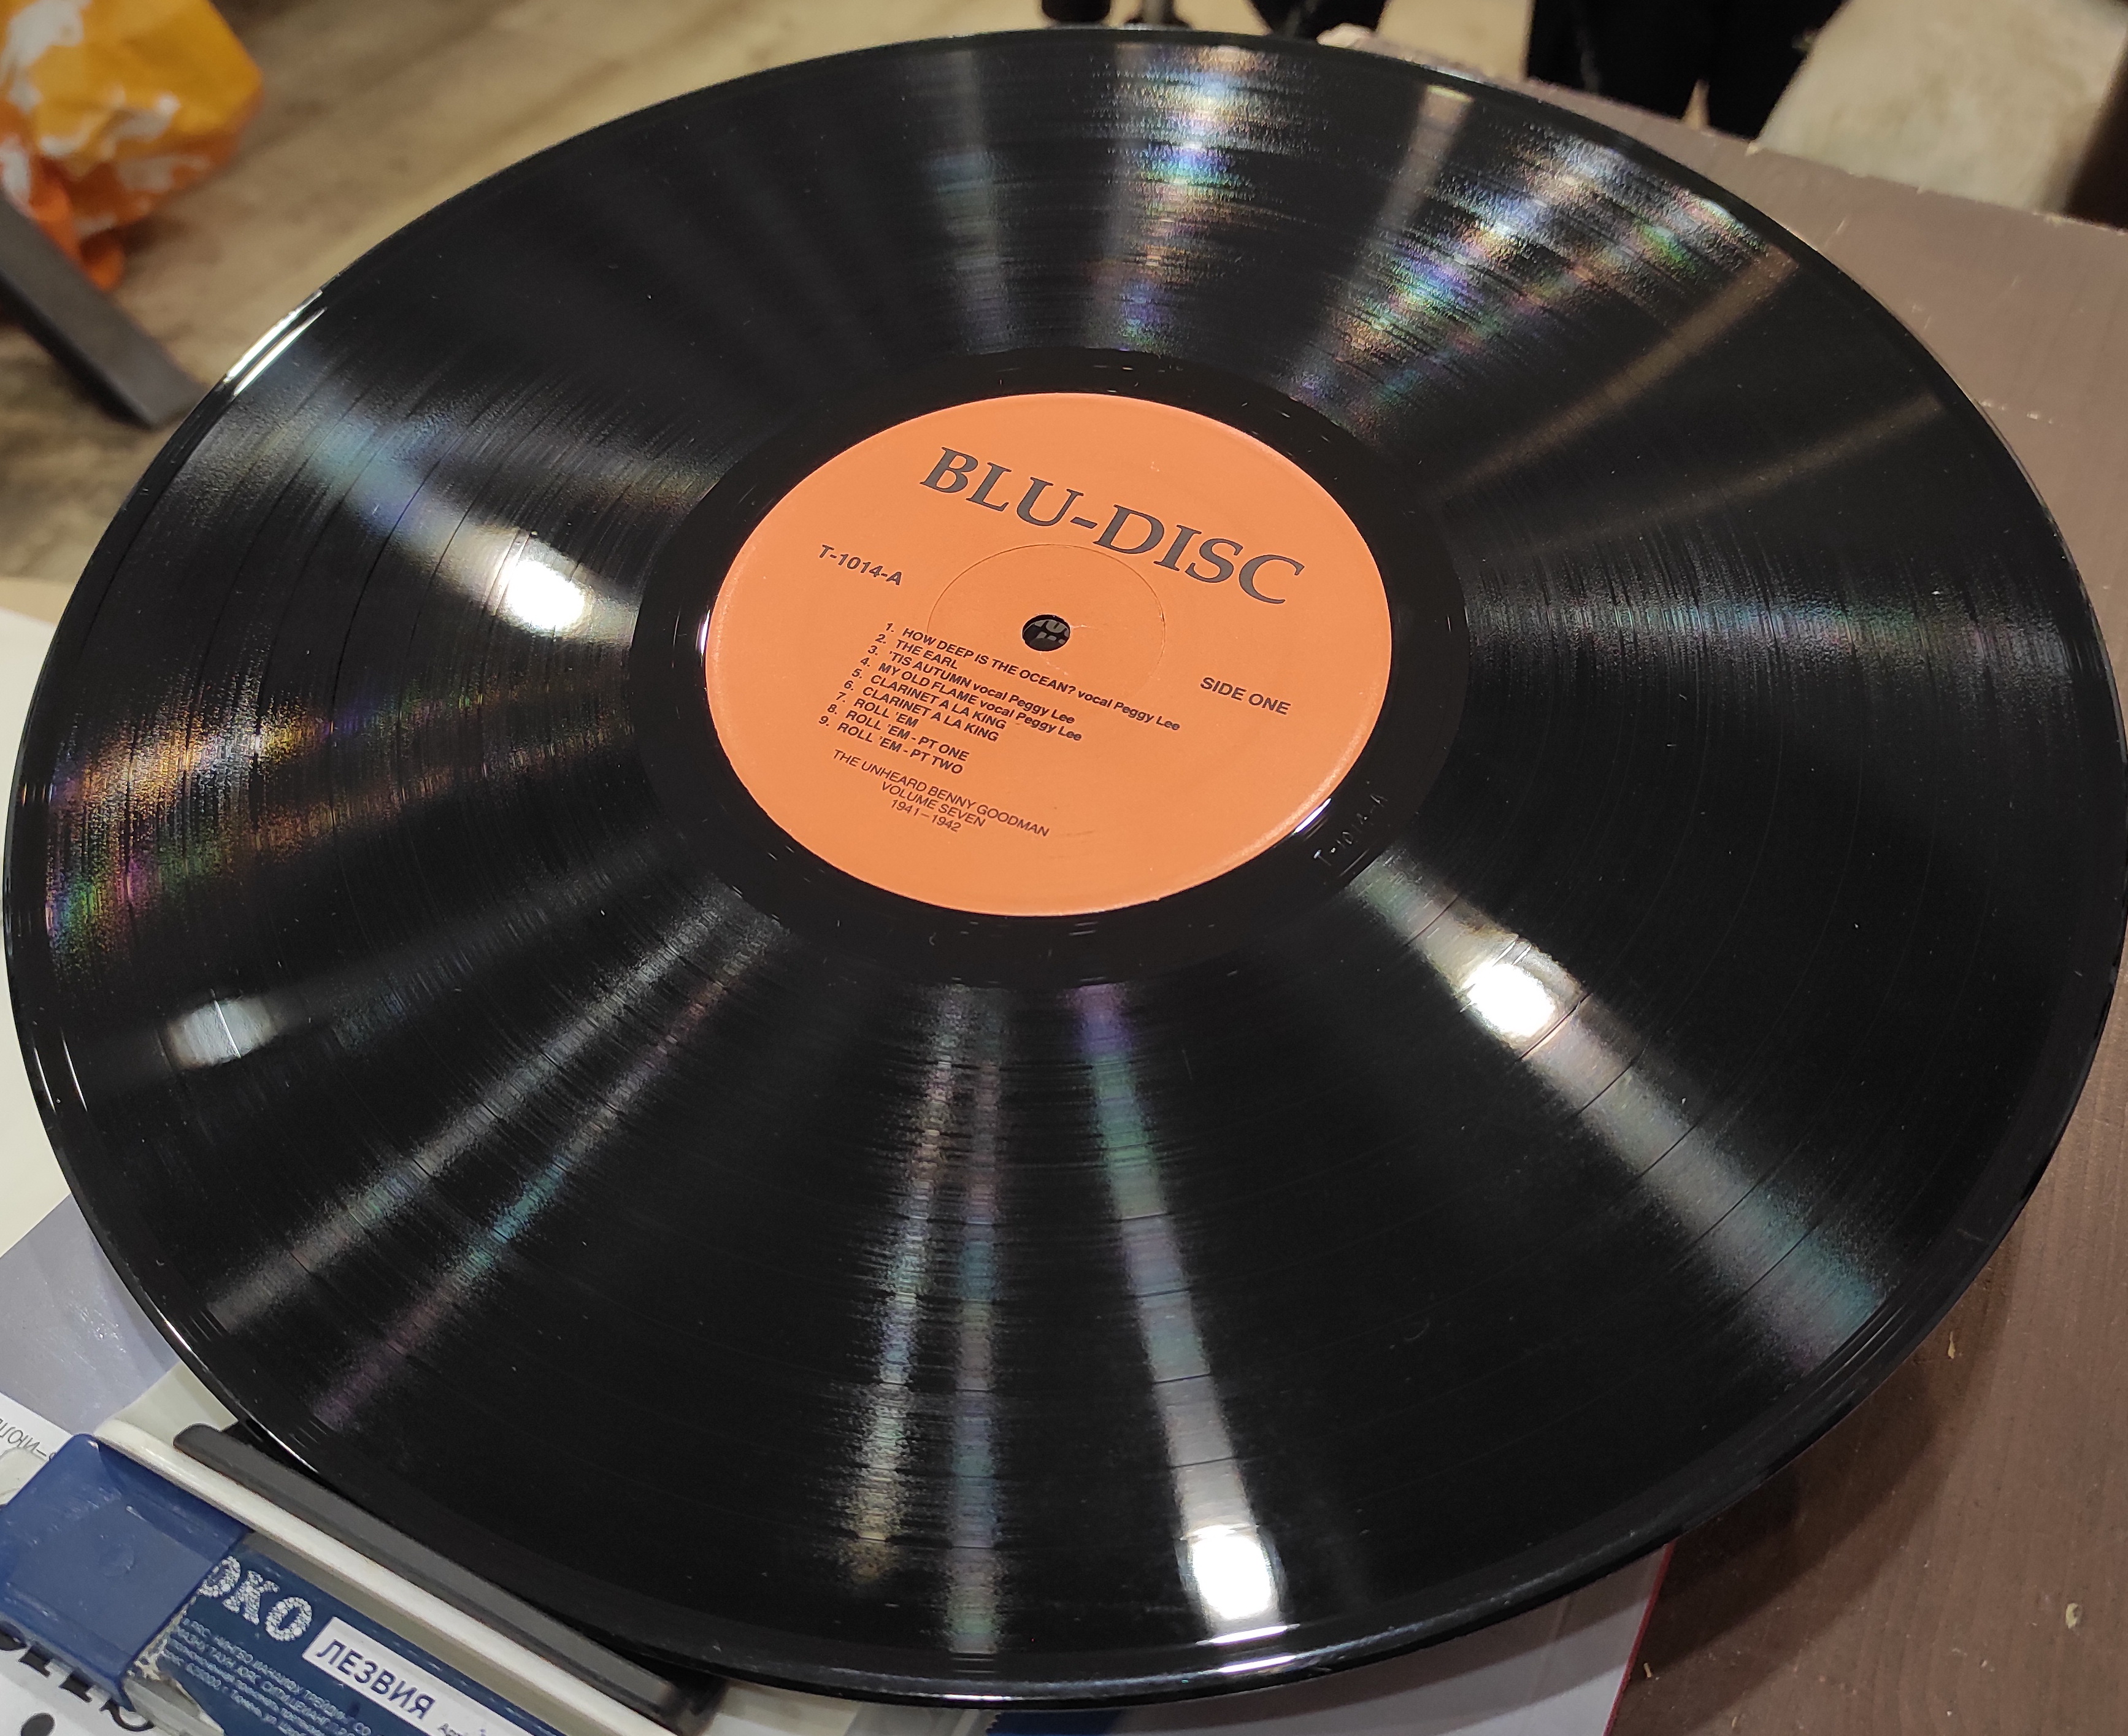 BLU-DISC
T-1014-A
SIDE ONE
1. HOW DEEP IS THE OCEAN? vocal Peggy Lee
2. THE EARL
3. 'TIS AUTUMN vocal Peggy Lee
4. MY OLD FLAME vocal Peggy Lee
5. CLARINET A LA KING
6. CLARINET A LA KING
7. ROLL 'EM
8. ROLL 'EM - PT ONE
9. ROLL 'EM - PT TWO
THE UNHEARD BENNY GOODMAN
VOLUME SEVEN
1941—1942
T-1014-A
ЛЕЗВИЯ